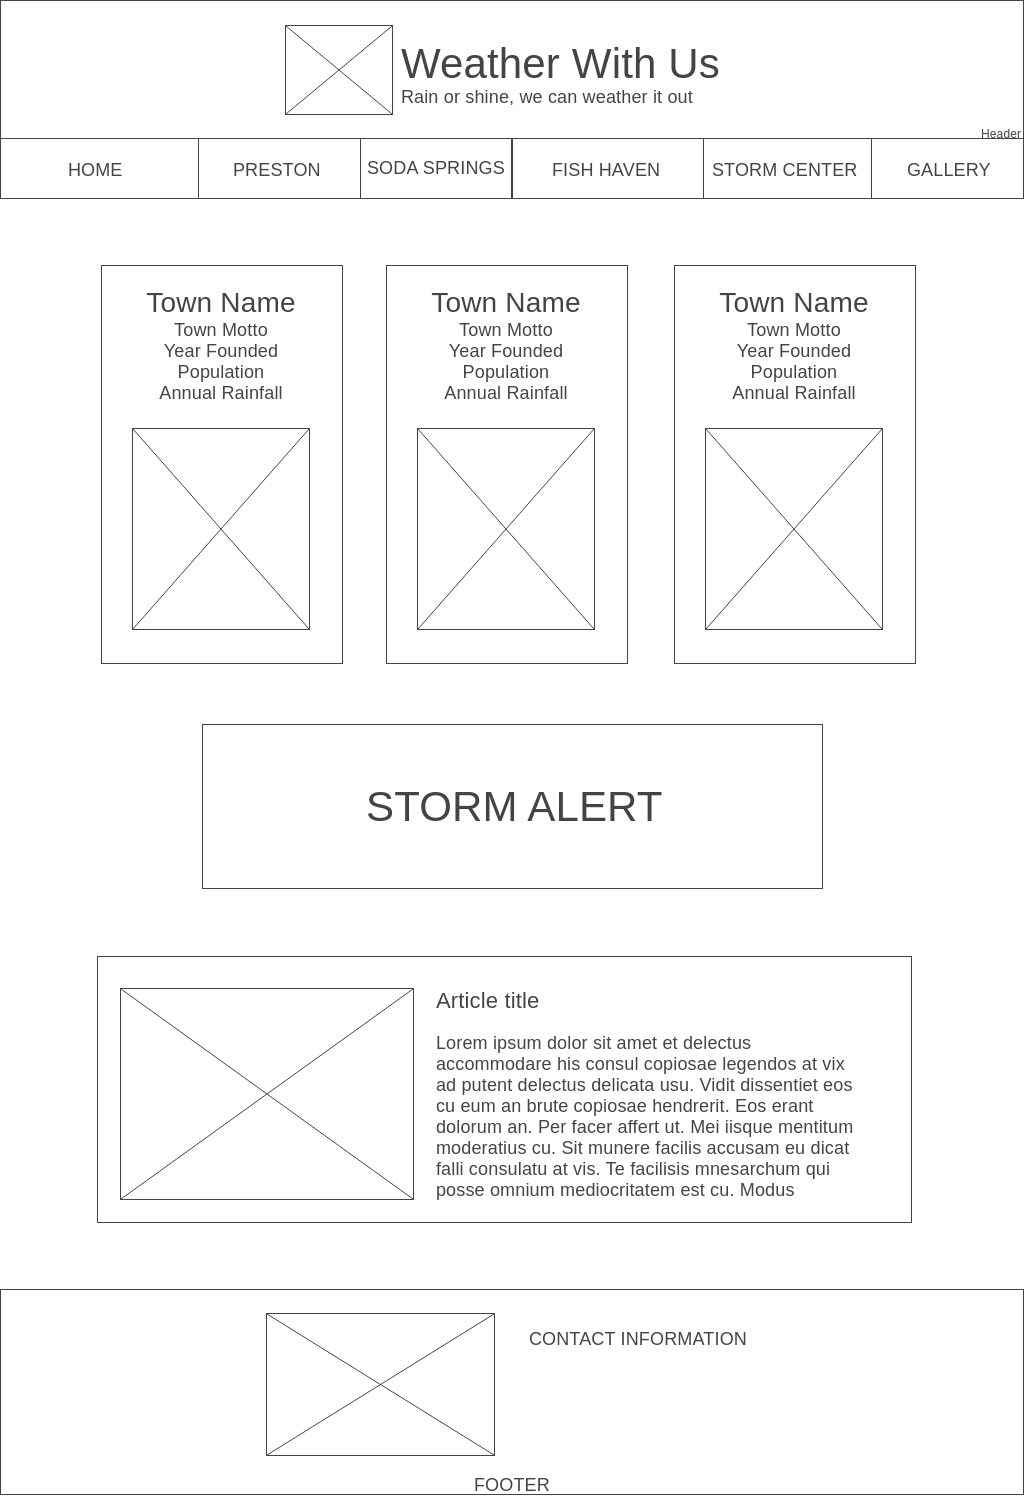 Weather With Us
Rain or shine, we can weather it out
Header
HOME
PRESTON
SODA SPRINGS
FISH HAVEN
STORM CENTER
GALLERY
Town Name
Town Motto
Year Founded
Population
Annual Rainfall
Town Name
Town Motto
Year Founded
Population
Annual Rainfall
Town Name
Town Motto
Year Founded
Population
Annual Rainfall
STORM ALERT
Article title
Lorem ipsum dolor sit amet et delectus
accommodare his consul copiosae legendos at vix
ad putent delectus delicata usu. Vidit dissentiet eos
cu eum an brute copiosae hendrerit. Eos erant
dolorum an. Per facer affert ut. Mei iisque mentitum
moderatius cu. Sit munere facilis accusam eu dicat
falli consulatu at vis. Te facilisis mnesarchum qui
posse omnium mediocritatem est cu. Modus
CONTACT INFORMATION
FOOTER